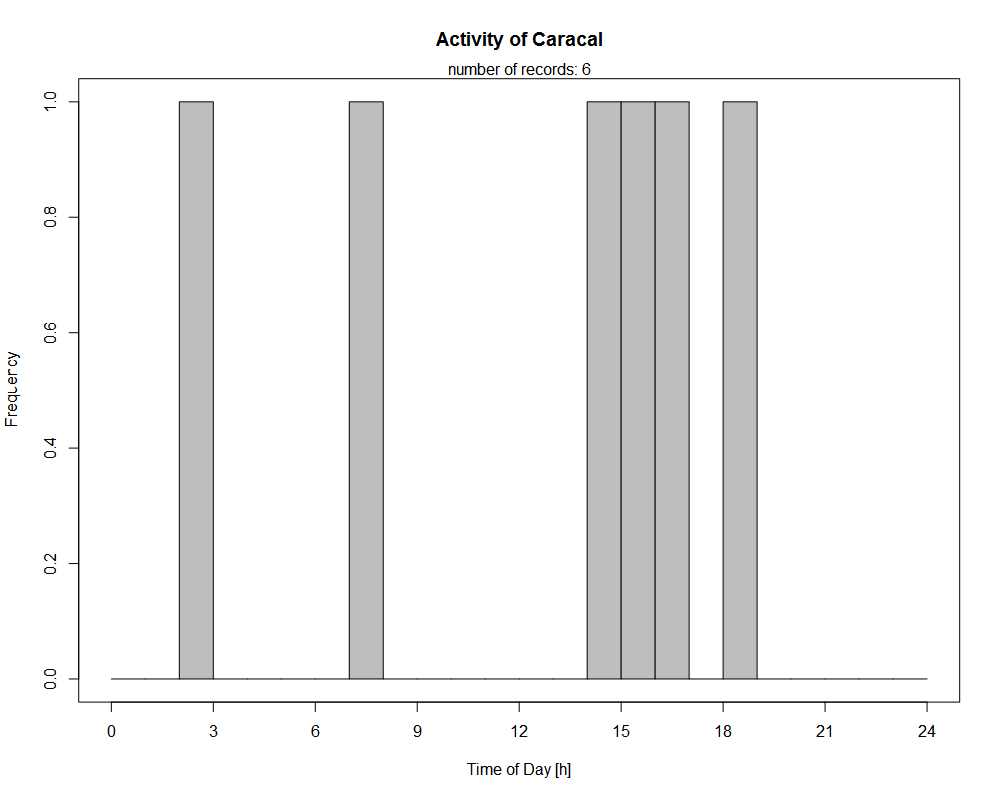 Activity of Caracal
number of records: 6
Frequency
1.0
0.8
0.6
0.4
0.2
0.0
0 3 6 9 12 15 18 21 24
Time of Day [h]